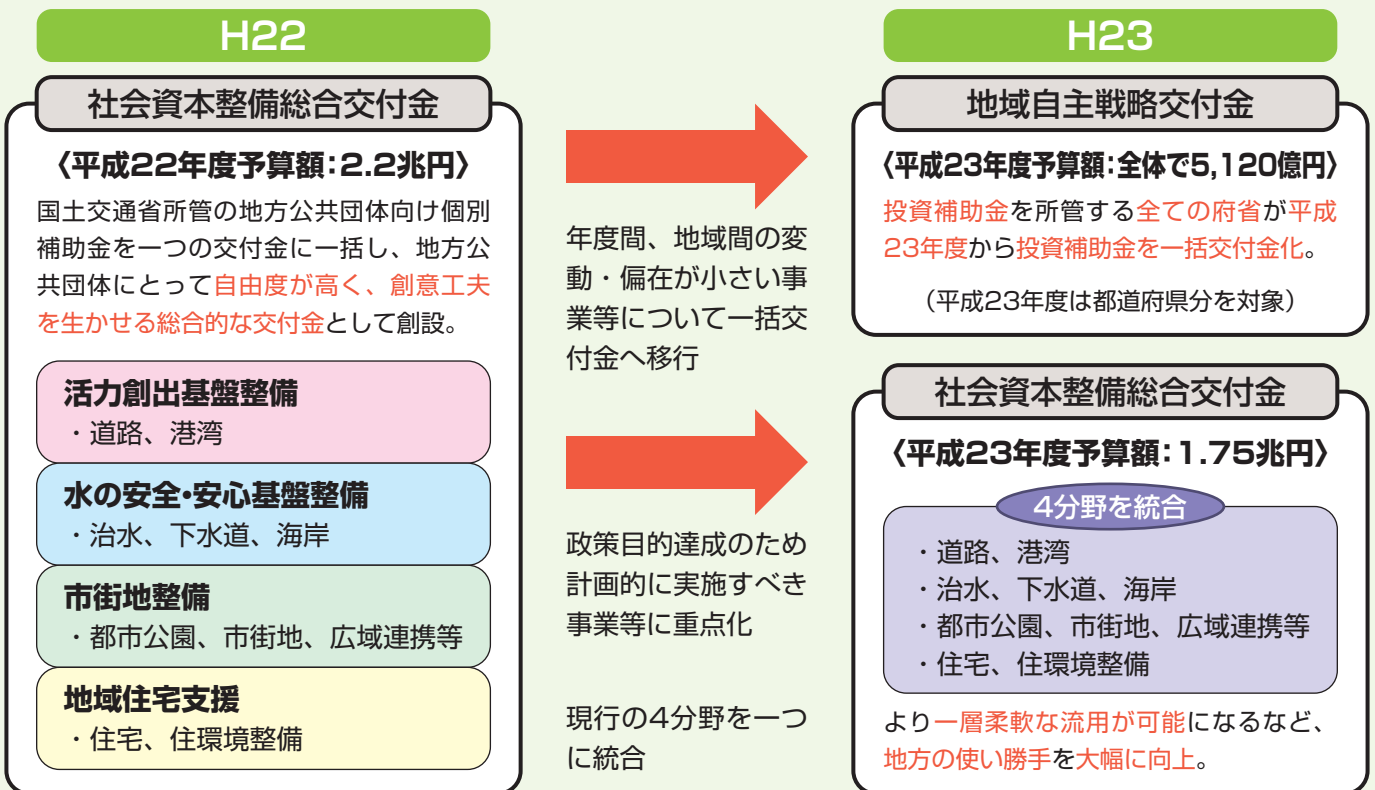 H22
社会資本整備総合交付金
〈平成22年度予算額:2.2兆円〉
国土交通省所管の地方公共団体向け個別
補助金を一つの交付金に一括し、地方公
共団体にとって自由度が高く、創意工夫
を生かせる総合的な交付金として創設。
活力創出基盤整備
・道路、港湾
水の安全・安心基盤整備
・治水、下水道、海岸
市街地整備
・都市公園、市街地、広域連携等
地域住宅支援
・住宅、住環境整備
年度間、地域間の変
動・偏在が小さい事
業等について一括交
付金へ移行
政策目的達成のため
計画的に実施すべき
事業等に重点化
現行の4分野を一つ
に統合
H23
地域自主戦略交付金
〈平成23年度予算額:全体で5,120億円〉
投資補助金を所管する全ての府省が平成
23年度から投資補助金を一括交付金化。
(平成23年度は都道府県分を対象)
社会資本整備総合交付金
〈平成23年度予算額:1.75兆円〉
4分野を統合
・道路、港湾
・治水、下水道、海岸
・都市公園、市街地、広域連携等
・住宅、住環境整備
より一層柔軟な流用が可能になるなど、
地方の使い勝手を大幅に向上。